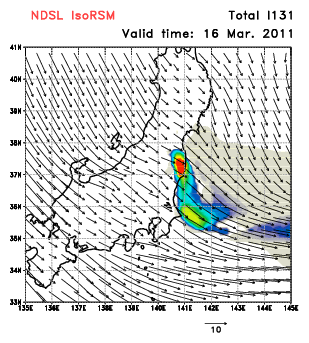 NDSL IsoRSM Total I131
Valid time: 16 Mar. 2011
41N
40N
39N
38N
37N
36N
35N
34N
33N
135E 136E 137E 138E 139E 140E 141E 142E 143E 144E 145E
10